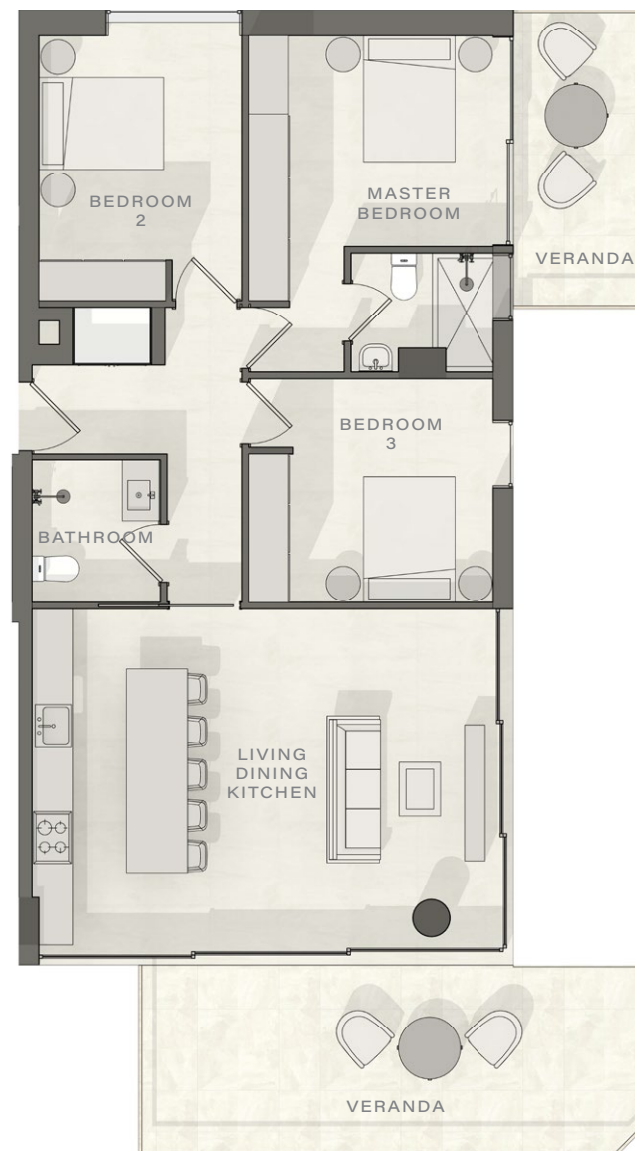 BEDROOM
2
MASTER
BEDROOM
VERANDA
BEDROOM
3
BATHROOM
LIVING
DINING
KITCHEN
VERANDA